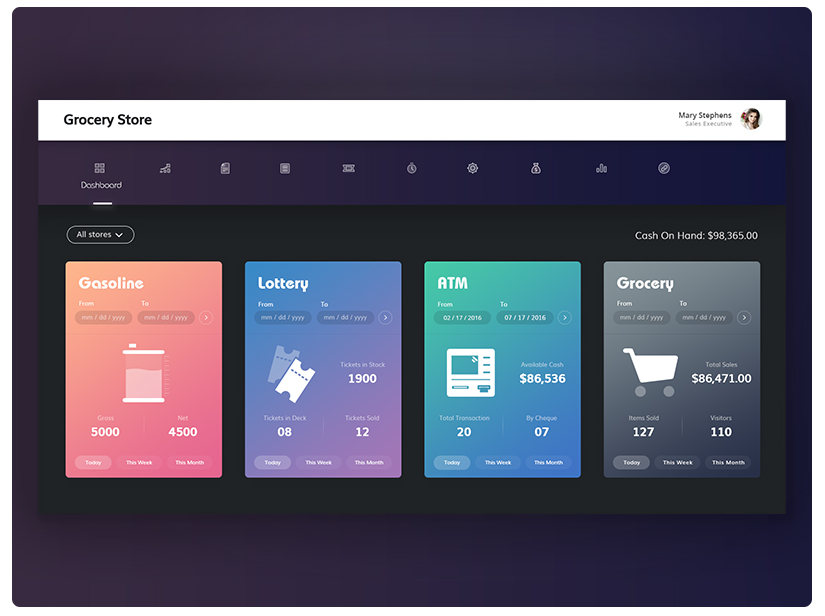 Grocery Store
Mary Stephens
Sales Executive
Dashboard
All stores
Cash On Hand: $98,365.00
Gasoline
From To
mm / dd / yyyy mm / dd / yyyy
Gross Net
5000 4500
Today This Week This Month
Lottery
From To
mm / dd / yyyy mm / dd / yyyy
Tickets in Stock
1900
Tickets in Deck Tickets Sold
08 12
Today This Week This Month
ATM
From To
02 / 17 / 2016 07 / 17 / 2016
Available Cash
$86,536
Total Transaction By Cheque
20 07
Today This Week This Month
Grocery
From To
mm / dd / yyyy mm / dd / yyyy
Total Sales
$86,471.00
Items Sold Visitors
127 110
Today This Week This Month